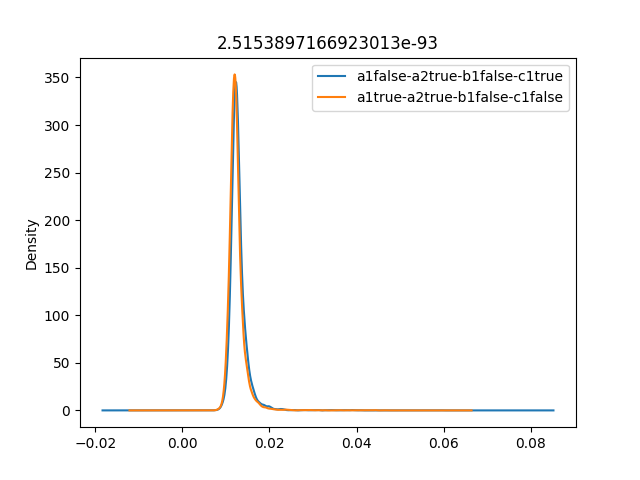 2.5153897166923013e-93
a1false-a2true-b1false-c1true
a1true-a2true-b1false-c1false
Density
350
300
250
200
150
100
50
0
−0.02 0.00 0.02 0.04 0.06 0.08